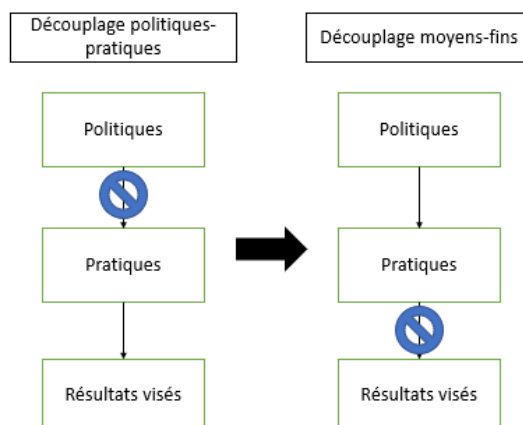 Découplage politiques-
pratiques
Politiques
Pratiques
Résultats visés
Découplage moyens-fins
Politiques
Pratiques
Résultats visés